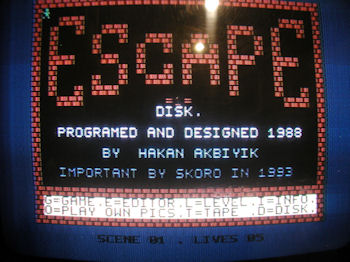 ESCAPE
DISK.
PROGRAMED AND DESIGNED 1988
BY HAKAN AKBIYIK
IMPORTANT BY SKORO IN 1993
G=GAME.E=EDITOR.L=LEVEL.I=INFO.
O=PLAY OWN PICS.T=TAPE .D=DISK.
SCENE 01 . LIVES 05